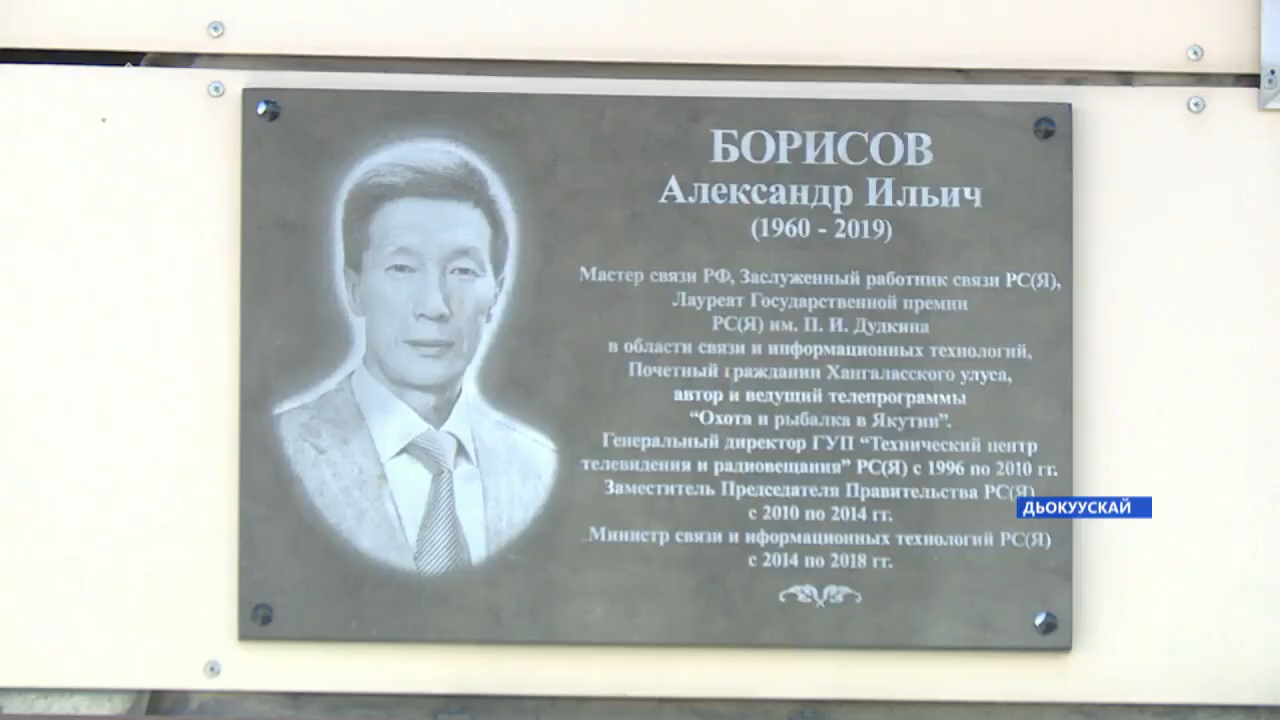 БОРИСОВ
Александр Ильич
(1960 - 2019)
Мастер связи РФ, Заслуженный работник связи РС(Я),
Лауреат Государственной премии
РС(Я) им. П. И. Дудкина
в области связи и информационных технологий,
Почетный гражданин Хангаласского улуса,
автор и ведущий телепрограммы
“Охота и рыбалка в Якутии”.
Генеральный директор ГУП “Технический центр
телевидения и радиовещания” РС(Я) с 1996 по 2010 гг.
Заместитель Председателя Правительства РС(Я)
с 2010 по 2014 гг.
ДЬОКУУСКАЙ
Министр связи и иформационных технологий РС(Я)
с 2014 по 2018 гг.